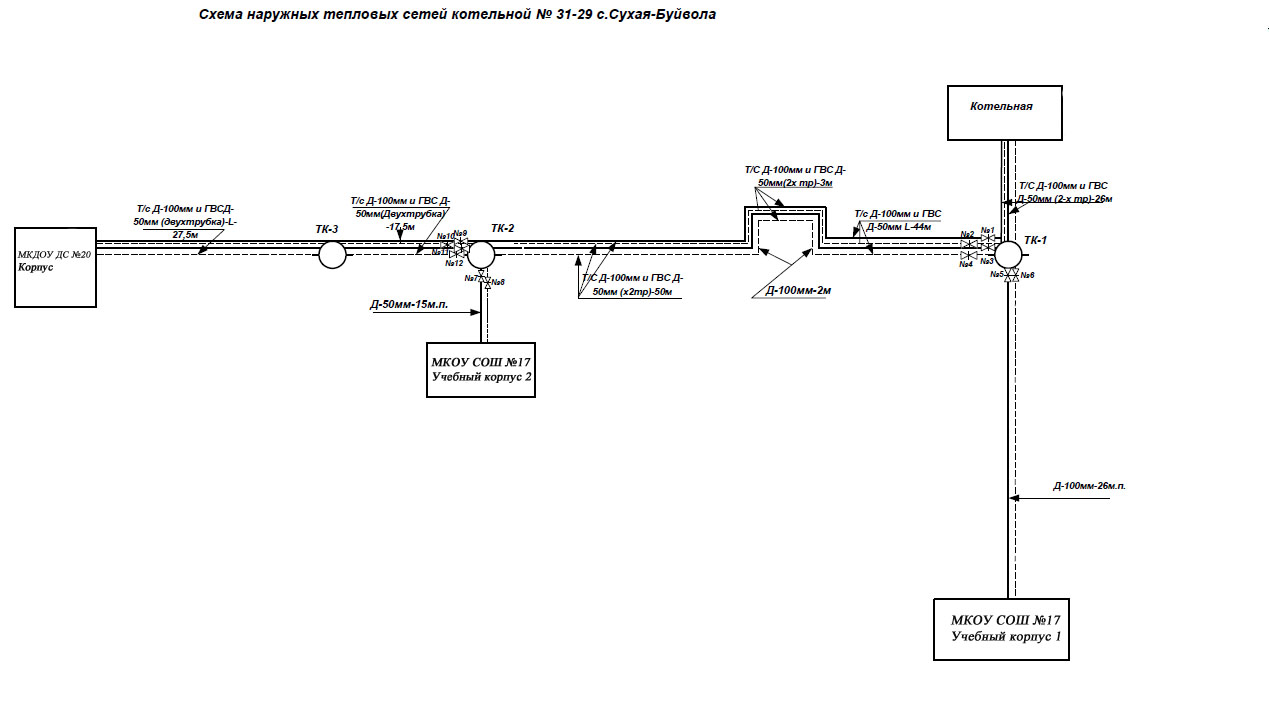 Схема наружных тепловых сетей котельной № 31-29 с.Сухая-Буйвола
Котельная
Т/С Д-100мм и ГВС Д-
50мм(2х тр)-3м
Т/С Д-100мм и ГВС
Д-50мм (2-х тр)-26м
Т/с Д-100мм и ГВСД-
50мм (двухтрубка)-L-
27,5м
Т/с Д-100мм и ГВС Д-
50мм(Двухтрубка)
-17,5м
Т/с Д-100мм и ГВС
Д-50мм L-44м
ТК-3
ТК-2
ТК-1
№10
№9
№11
№12
№2
№1
№3
№4
МКДОУ ДС №20
Корпус
№7
№8
№5
№6
Т/С Д-100мм и ГВС Д-
50мм (х2тр)-50м
Д-100мм-2м
Д-50мм-15м.п.
МКОУ СОШ №17
Учебный корпус 2
Д-100мм-26м.п.
МКОУ СОШ №17
Учебный корпус 1